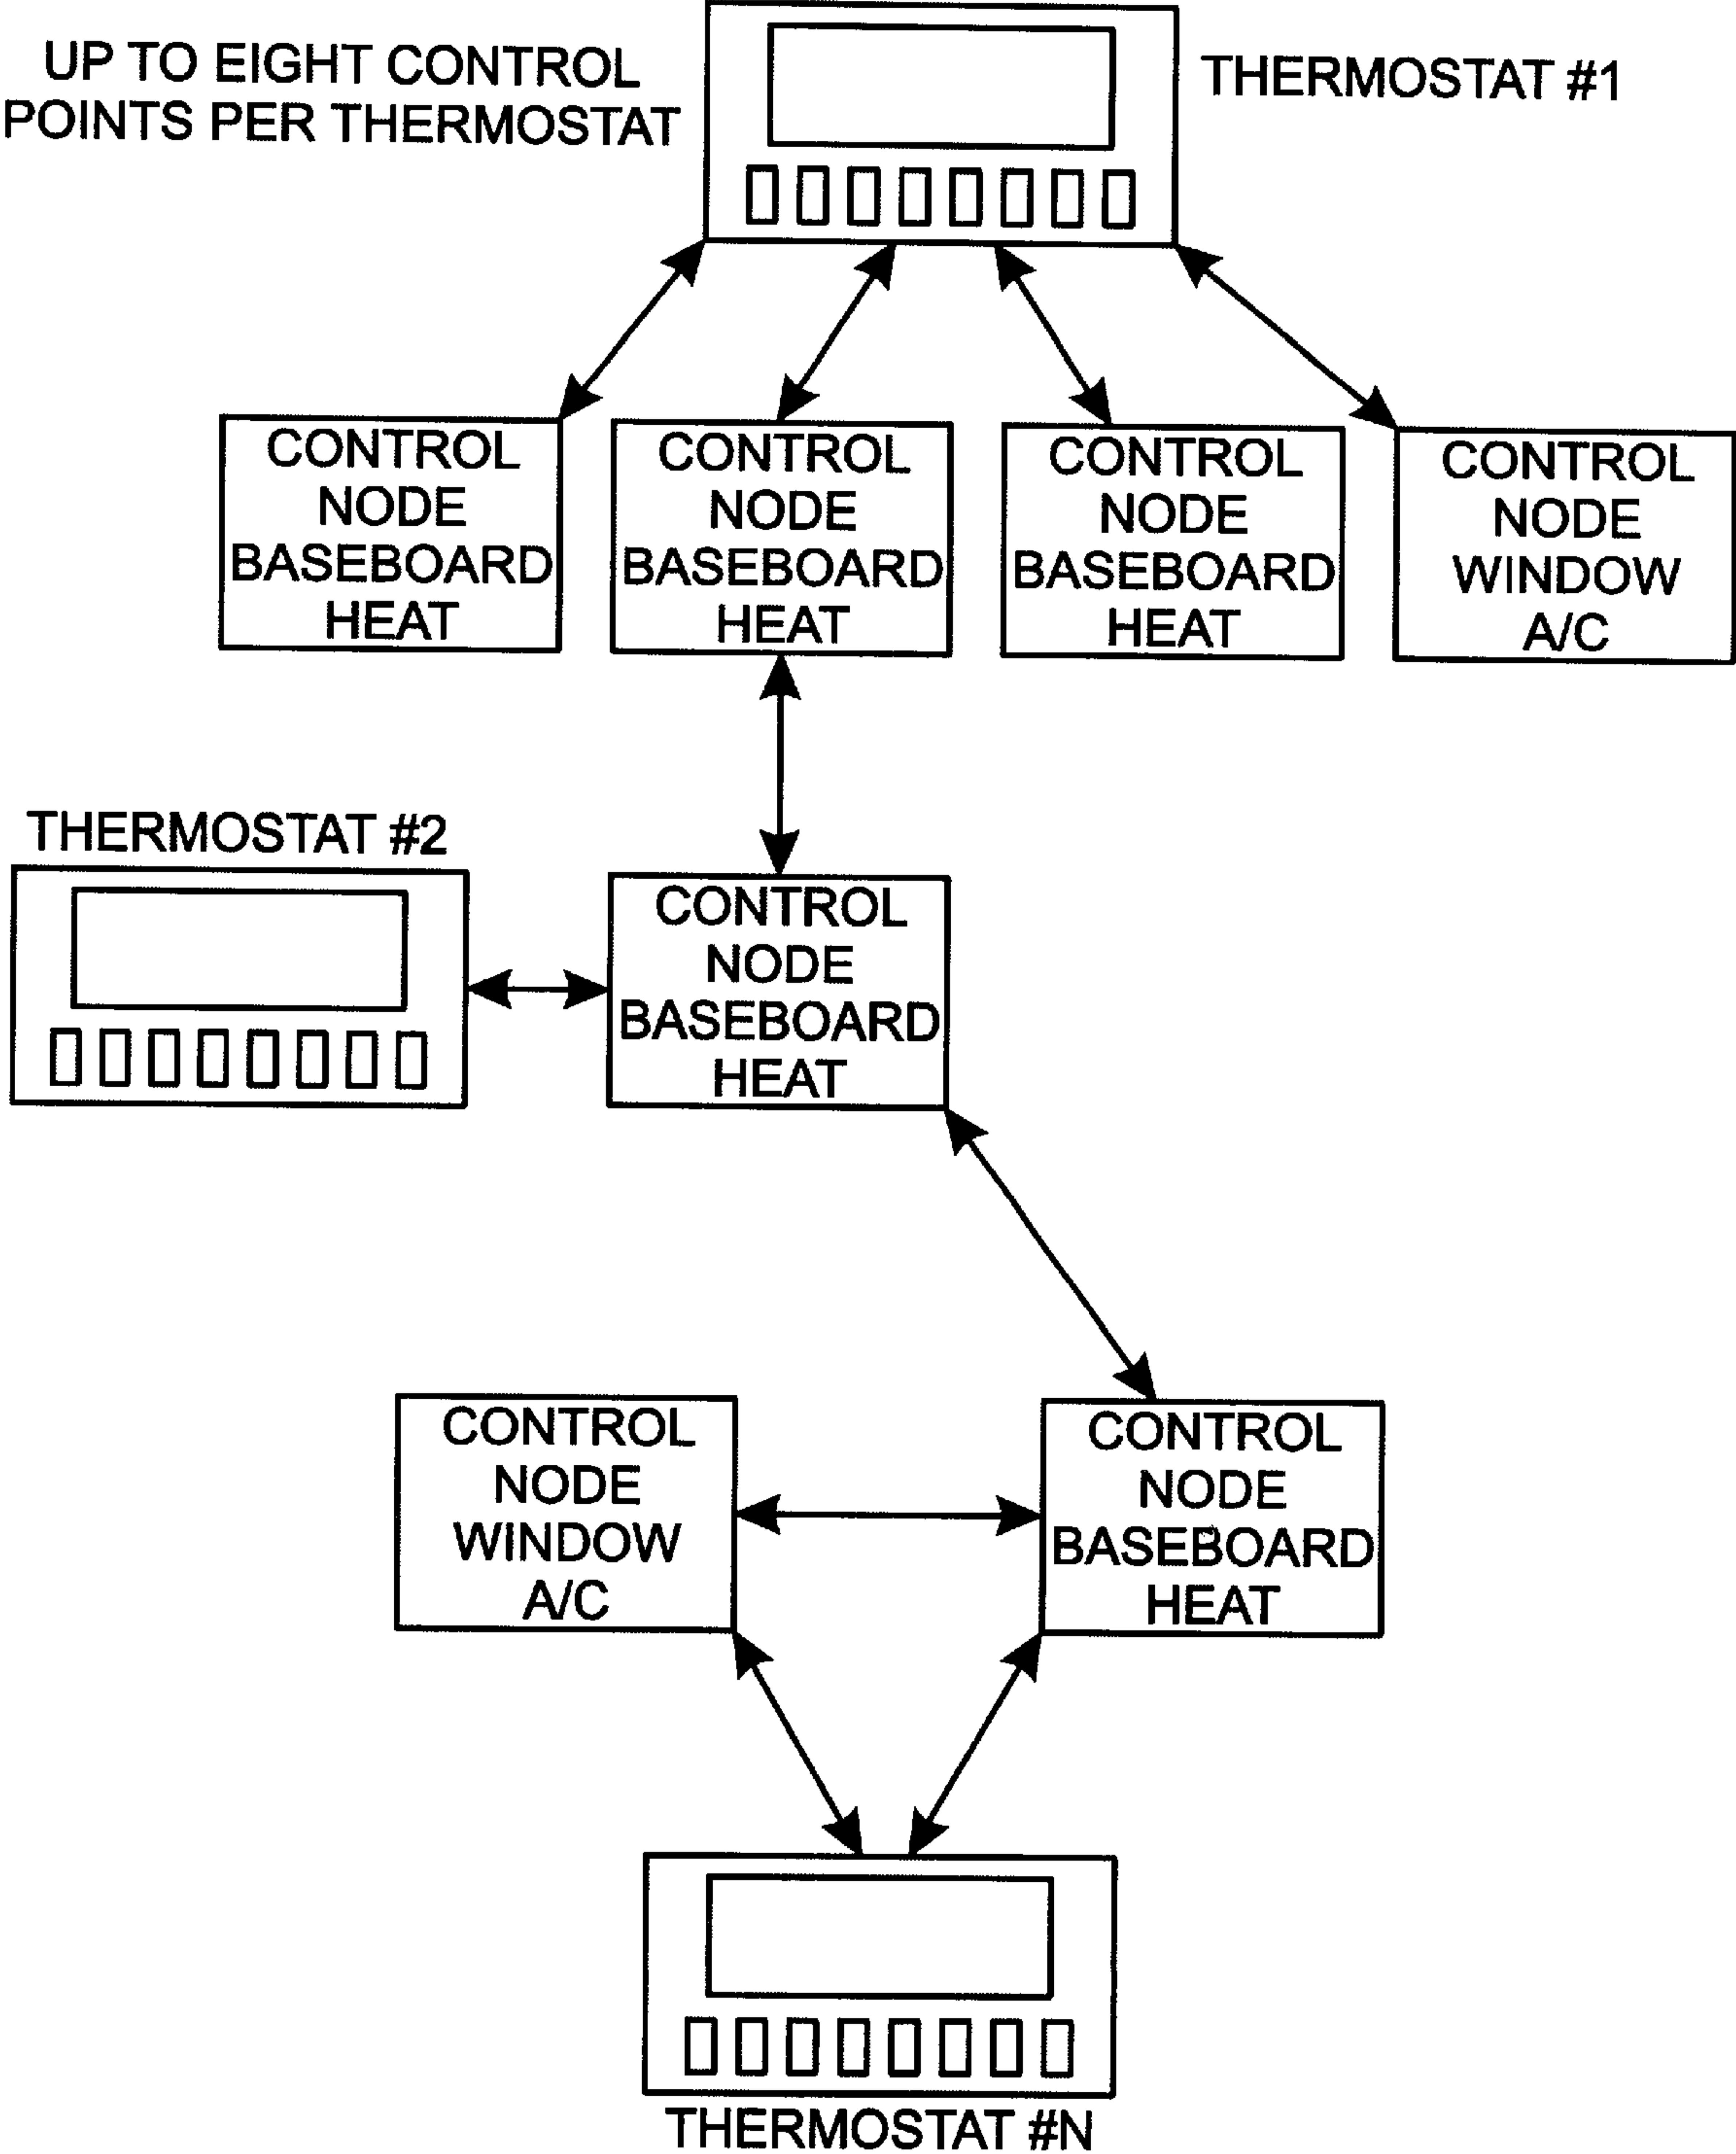 UP TO EIGHT CONTROL
POINTS PER THERMOSTAT
THERMOSTAT #1
CONTROL
NODE
BASEBOARD
HEAT
CONTROL
NODE
BASEBOARD
HEAT
CONTROL
NODE
BASEBOARD
HEAT
CONTROL
NODE
WINDOW
A/C
THERMOSTAT #2
CONTROL
NODE
BASEBOARD
HEAT
CONTROL
NODE
WINDOW
A/C
CONTROL
NODE
BASEBOARD
HEAT
THERMOSTAT #N